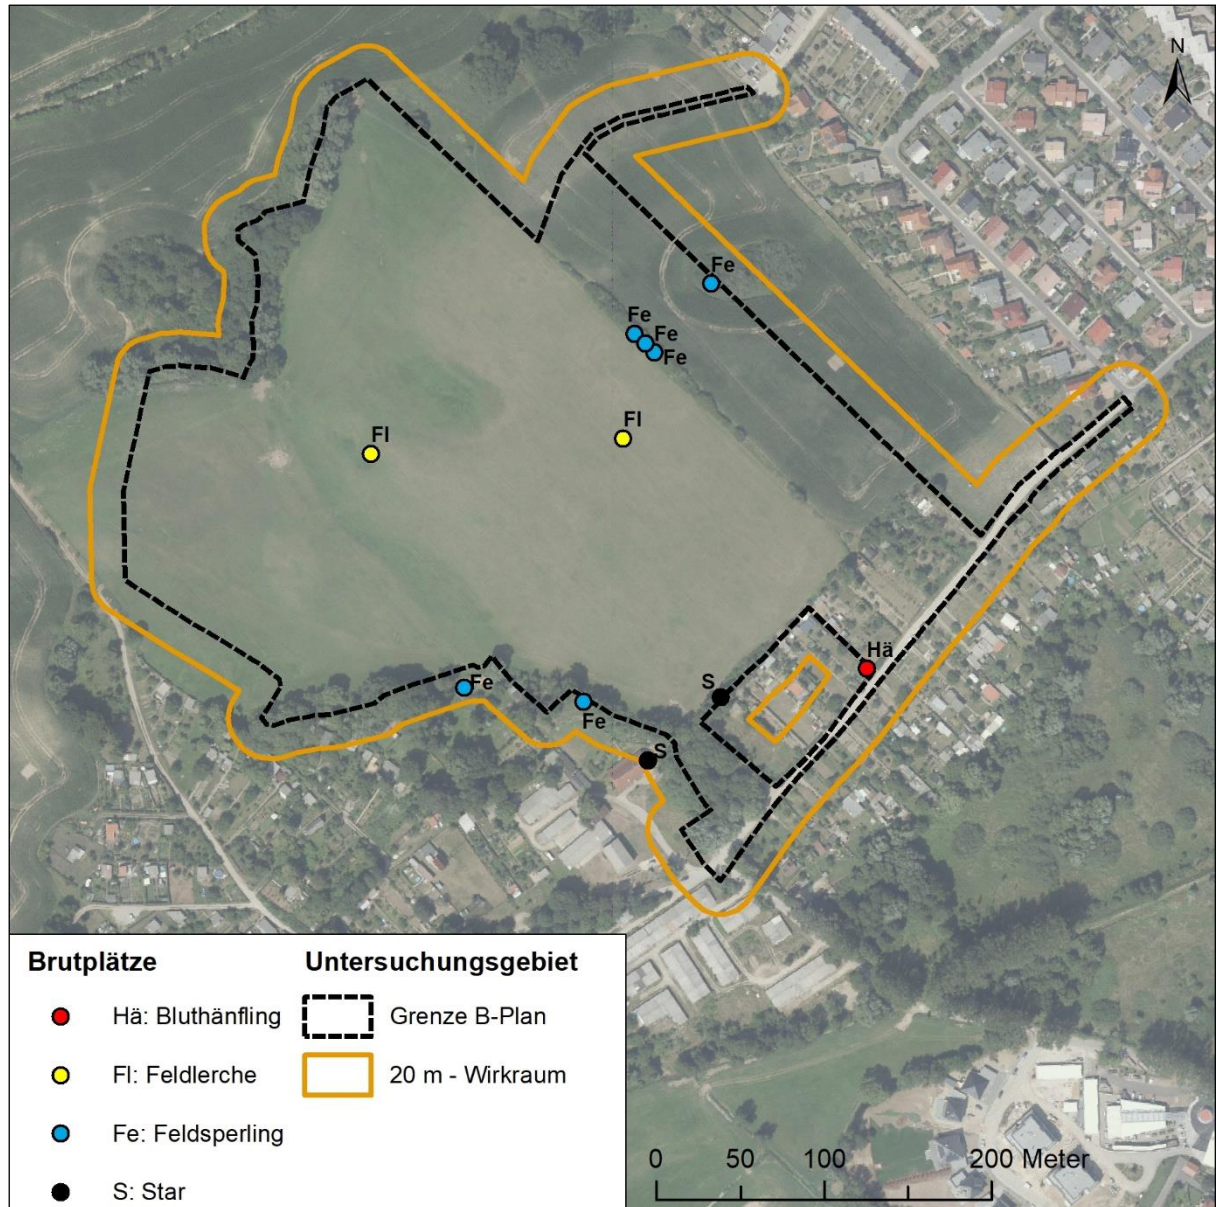 N
Fe
Fe
Fe
Fe
Fl
Fl
Hä
Fe
S
Fe
S
Brutplätze
Untersuchungsgebiet
Hä: Bluthänfling
Grenze B-Plan
Fl: Feldlerche
20 m - Wirkraum
Fe: Feldsperling
S: Star
0 50 100 200 Meter